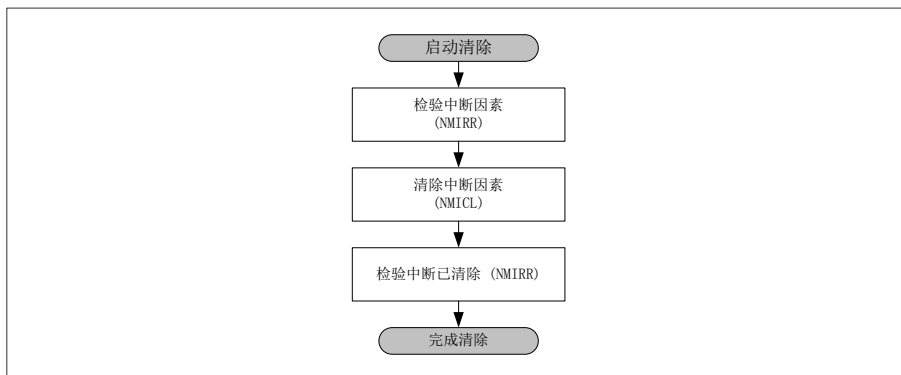 启动清除
检验中断因素
(NMIRR)
清除中断因素
(NMICL)
检验中断已清除 (NMIRR)
完成清除